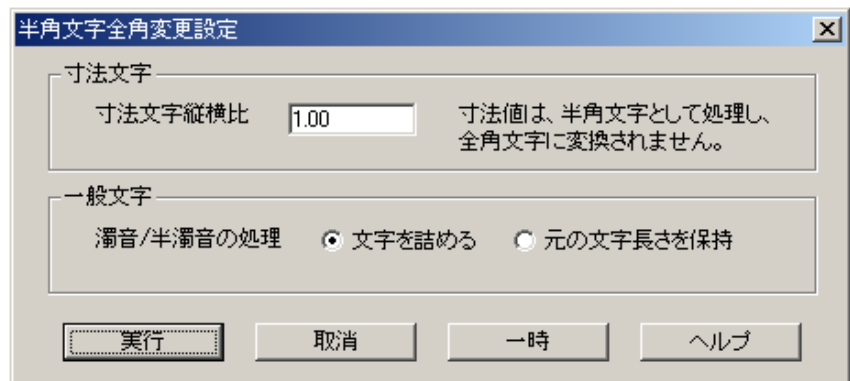 半角文字全角変更設定
寸法文字
寸法文字縦横比 1.00 寸法値は、半角文字として処理し、
全角文字に変換されません。
一般文字
濁音/半濁音の処理 文字を詰める 元の文字長さを保持
実行 取消 一時 ヘルプ